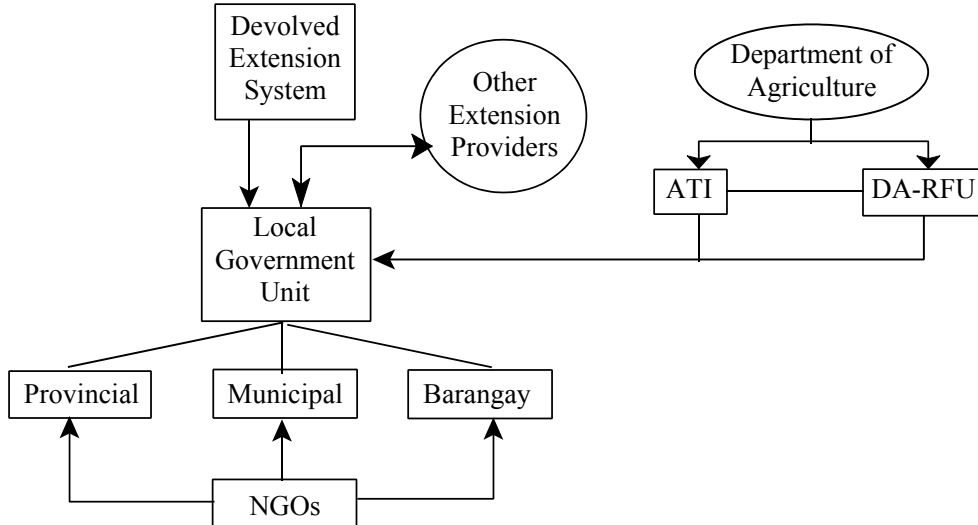 Devolved
Extension
System
Other
Extension
Providers
Department of
Agriculture
ATI
DA-RFU
Local
Government
Unit
Provincial
Municipal
Barangay
NGOs